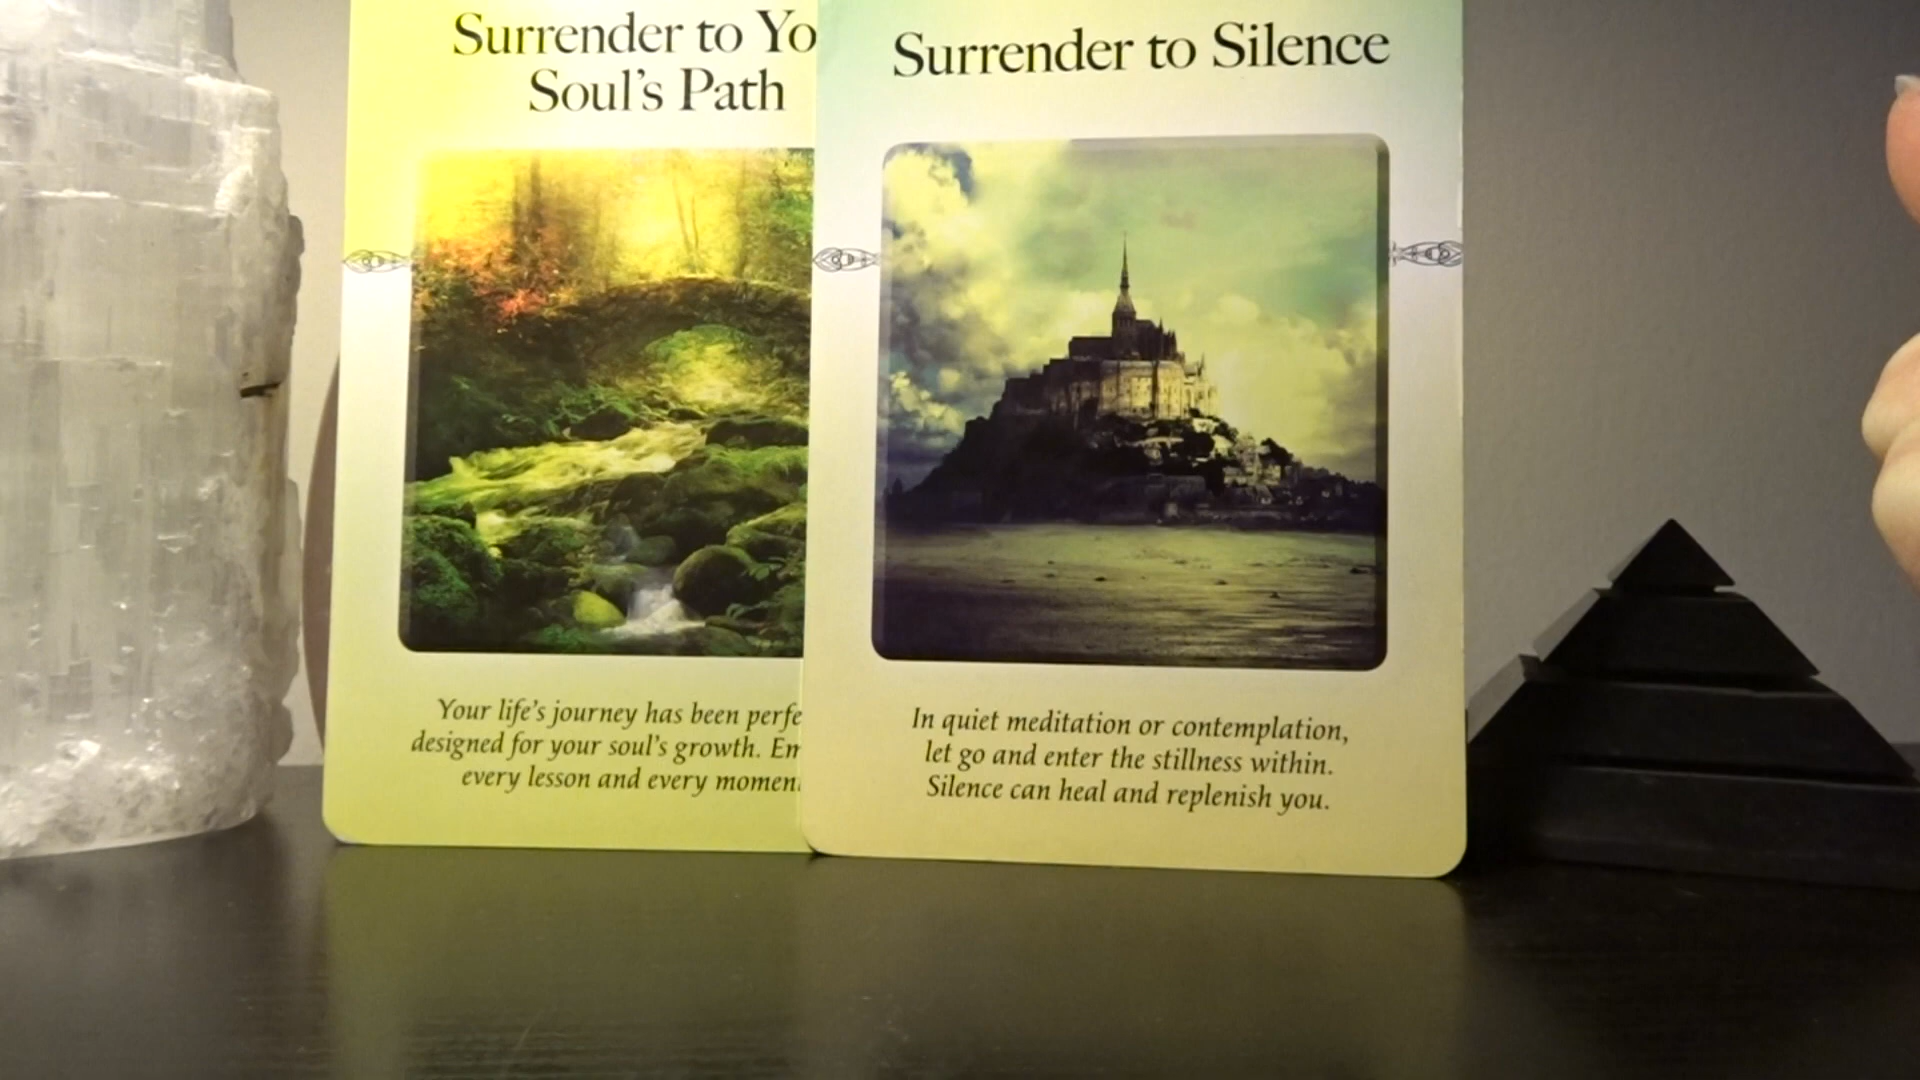 Surrender to Yo
Soul's Path
Your life's journey has been perfe
designed for your soul's growth. Em
every lesson and every momen
Surrender to Silence
In quiet meditation or contemplation,
let go and enter the stillness within.
Silence can heal and replenish you.